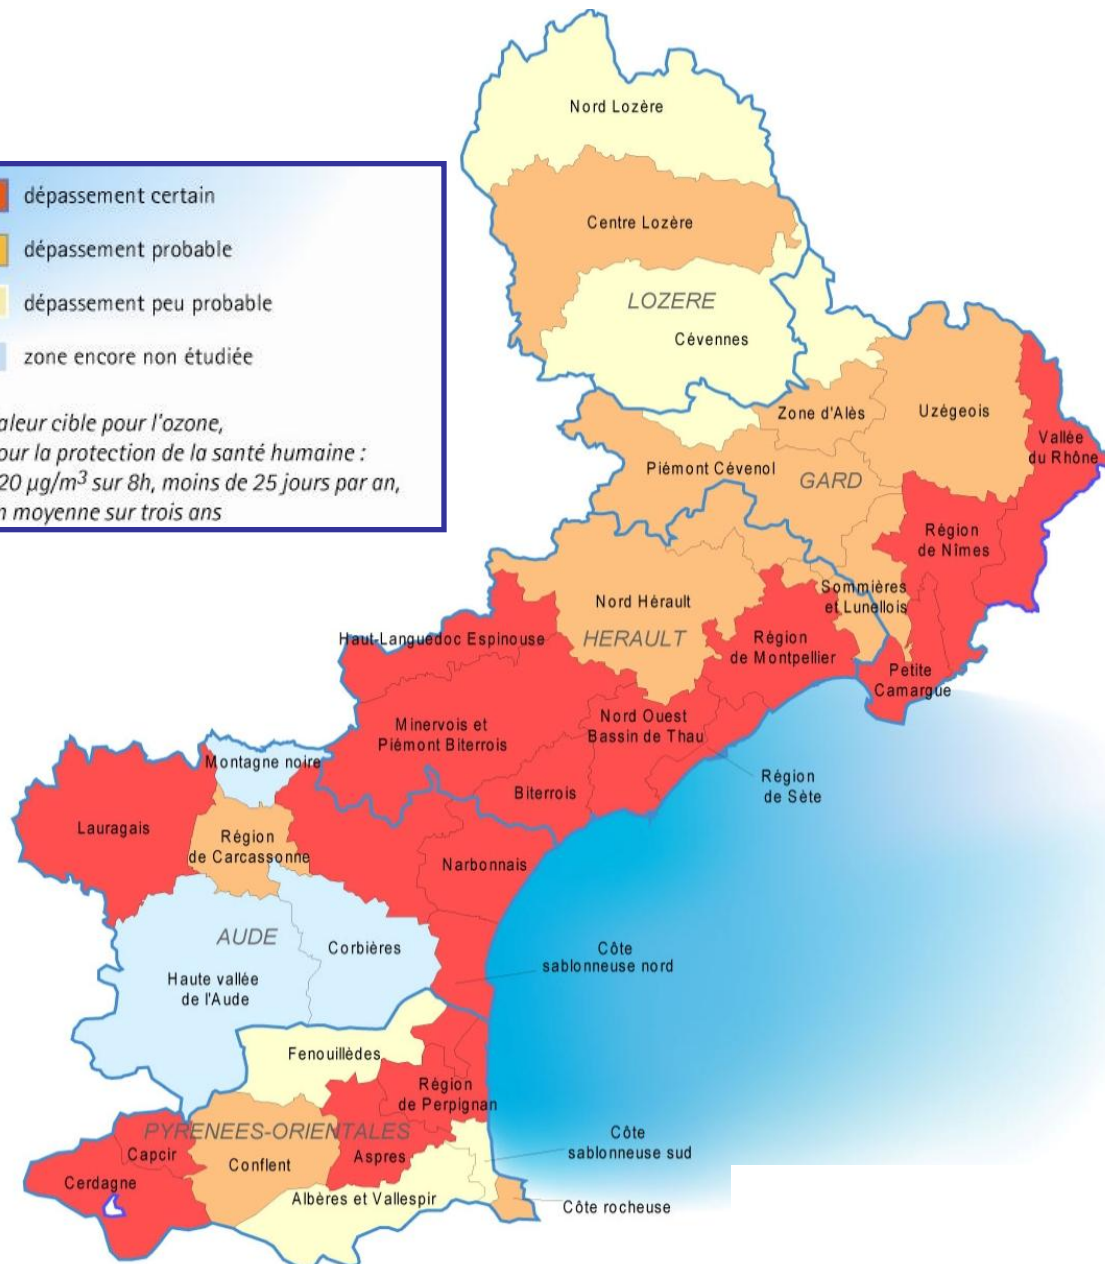 dépassement certain
dépassement probable
dépassement peu probable
zone encore non étudiée
aleur cible pour l'ozone,
our la protection de la santé humaine :
20 µg/m³ sur 8h, moins de 25 jours par an,
n moyenne sur trois ans
Nord Lozère
Centre Lozère
LOZERE
Cévennes
Zone d'Alès
Uzégeois
Vallée
du Rhône
Piémont Cévenol
GARD
Région
de Nîmes
Sommières
et Lunellois
Nord Hérault
HERAULT
Haut-Languedoc Espinouse
Région
de Montpellier
Petite
Camargue
Minervois et
Piémont Biterrois
Nord Ouest
Bassin de Thau
Montagne noire
Biterrois
Région
de Sète
Lauragais
Région
de Carcassonne
Narbonnais
AUDE
Corbières
Côte
sablonneuse nord
Haute vallée
de l'Aude
Fenouillèdes
Région
de Perpignan
PYRENEES-ORIENTALES
Capcir
Conflent
Aspres
Côte
sablonneuse sud
Cerdagne
Albères et Vallespir
Côte rocheuse